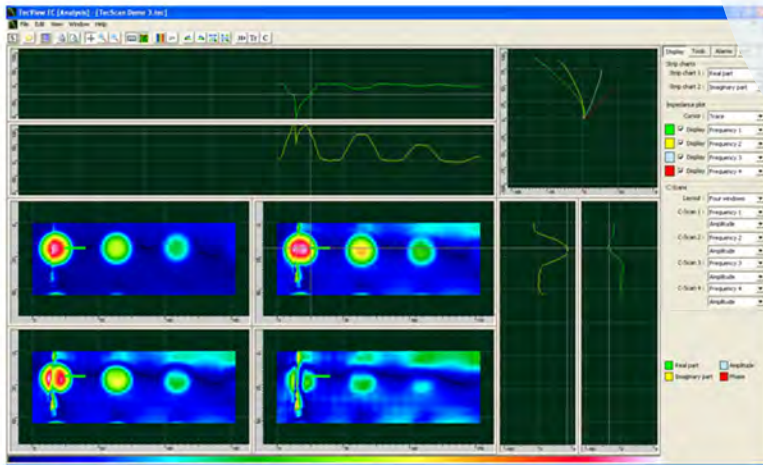 TecView EC [Analysis] - [TecScan Demo 3.tec]
File Edit View Window Help
H+ Tr C
Display Tools Alarms
Strip charts
Strip chart 1 : Real part
Strip chart 2 : Imaginary part
Impedance plot
Cursor : Trace
Display Frequency 1
Display Frequency 2
Display Frequency 3
Display Frequency 4
C-Scans
Layout : Four windows
C-Scan 1 : Frequency 1
Amplitude
C-Scan 2 : Frequency 2
Amplitude
C-Scan 3 : Frequency 3
Amplitude
C-Scan 4 : Frequency 4
Amplitude
Real part Amplitude
Imaginary part Phase